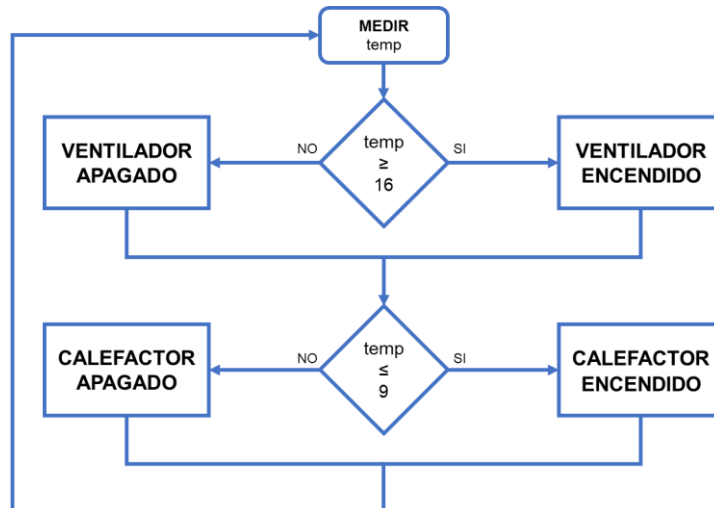 MEDIR
temp
NO
temp
≥
16
SI
VENTILADOR
APAGADO
VENTILADOR
ENCENDIDO
NO
temp
≤
9
SI
CALEFACTOR
APAGADO
CALEFACTOR
ENCENDIDO